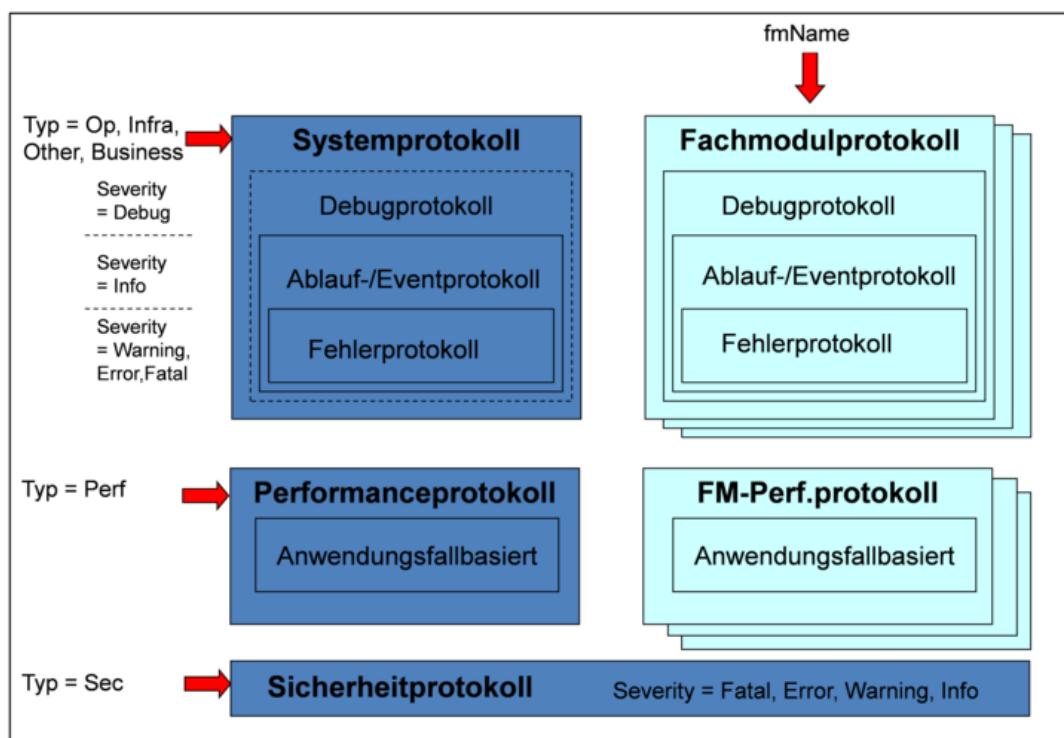 fmName
Typ = Op, Infra,
Other, Business
Severity
= Debug
Severity
= Info
Severity
= Warning,
Error,Fatal
Systemprotokoll
Debugprotokoll
Ablauf-/Eventprotokoll
Fehlerprotokoll
Fachmodulprotokoll
Debugprotokoll
Ablauf-/Eventprotokoll
Fehlerprotokoll
Typ = Perf
Performanceprotokoll
Anwendungsfallbasiert
FM-Perf.protokoll
Anwendungsfallbasiert
Typ = Sec
Sicherheitprotokoll
Severity = Fatal, Error, Warning, Info